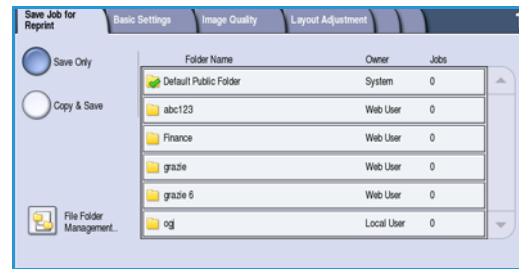 Save Job for
Reprint
Basic Settings
Image Quality
Layout Adjustment
Save Only
Copy & Save
File Folder
Management...
Folder Name Owner Jobs
Default Public Folder System 0
abc123 Web User 0
Finance Web User 0
grazie Web User 0
grazie 6 Web User 0
ogj Local User 0